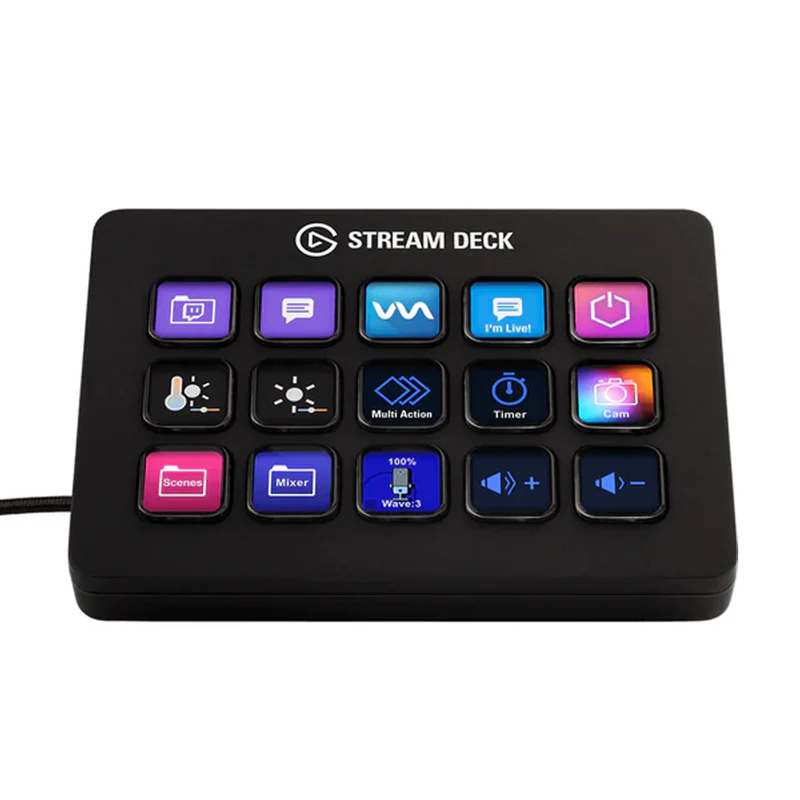 STREAM DECK
I'm Live!
Multi Action
Timer
Cam
Scenes
Mixer
100%
Wave:3